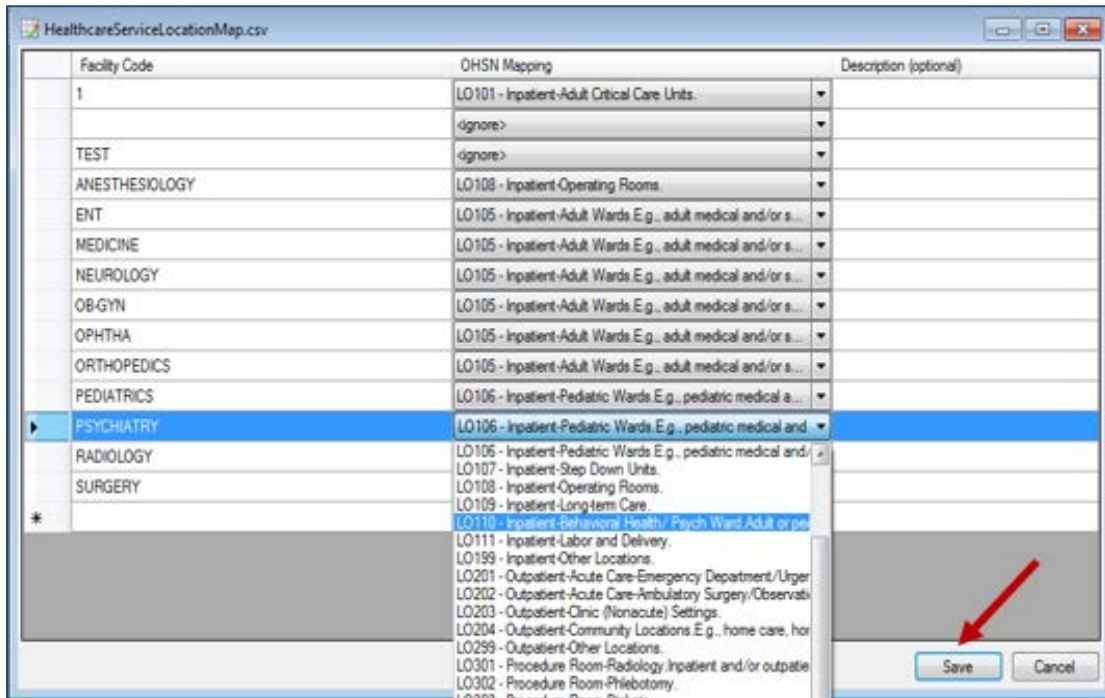 HealthcareServiceLocationMap.csv
Facility Code OHSN Mapping Description (optional)
1 LO101 - Inpatient-Adult Critical Care Units.
<ignore>
TEST <ignore>
ANESTHESIOLOGY LO108 - Inpatient-Operating Rooms.
ENT LO105 - Inpatient-Adult Wards.E.g., adult medical and/or s...
MEDICINE LO105 - Inpatient-Adult Wards.E.g., adult medical and/or s...
NEUROLOGY LO105 - Inpatient-Adult Wards.E.g., adult medical and/or s...
OB-GYN LO105 - Inpatient-Adult Wards.E.g., adult medical and/or s...
OPHTHA LO105 - Inpatient-Adult Wards.E.g., adult medical and/or s...
ORTHOPEDICS LO105 - Inpatient-Adult Wards.E.g., adult medical and/or s...
PEDIATRICS LO106 - Inpatient-Pediatric Wards.E.g., pediatric medical a...
PSYCHIATRY LO106 - Inpatient-Pediatric Wards.E.g., pediatric medical and
RADIOLOGY LO106 - Inpatient-Pediatric Wards.E.g., pediatric medical and/
LO107 - Inpatient-Step Down Units.
SURGERY LO108 - Inpatient-Operating Rooms.
LO109 - Inpatient-Long-term Care.
* LO110 - Inpatient-Behavioral Health/ Psych Ward.Adult or pe
LO111 - Inpatient-Labor and Delivery.
LO199 - Inpatient-Other Locations.
LO201 - Outpatient-Acute Care-Emergency Department/Urger
LO202 - Outpatient-Acute Care-Ambulatory Surgery/Observati
LO203 - Outpatient-Clinic (Nonacute) Settings.
LO204 - Outpatient-Community Locations.E.g., home care, hor
LO299 - Outpatient-Other Locations.
LO301 - Procedure Room-Radiology.Inpatient and/or outpatie
LO302 - Procedure Room-Phlebotomy.
Save Cancel